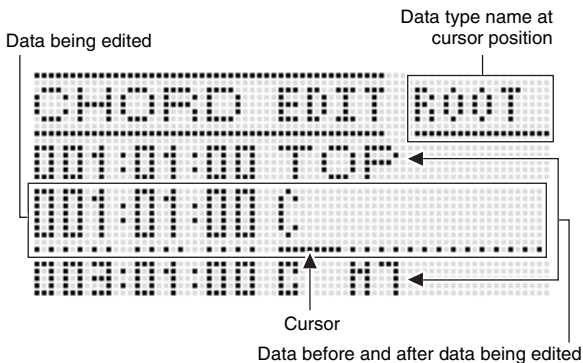 Data type name at
cursor position
Data being edited
CHORD EDIT ROOT
001:01:00 TOP
001:01:00 C
003:01:00 G M7
Cursor
Data before and after data being edited